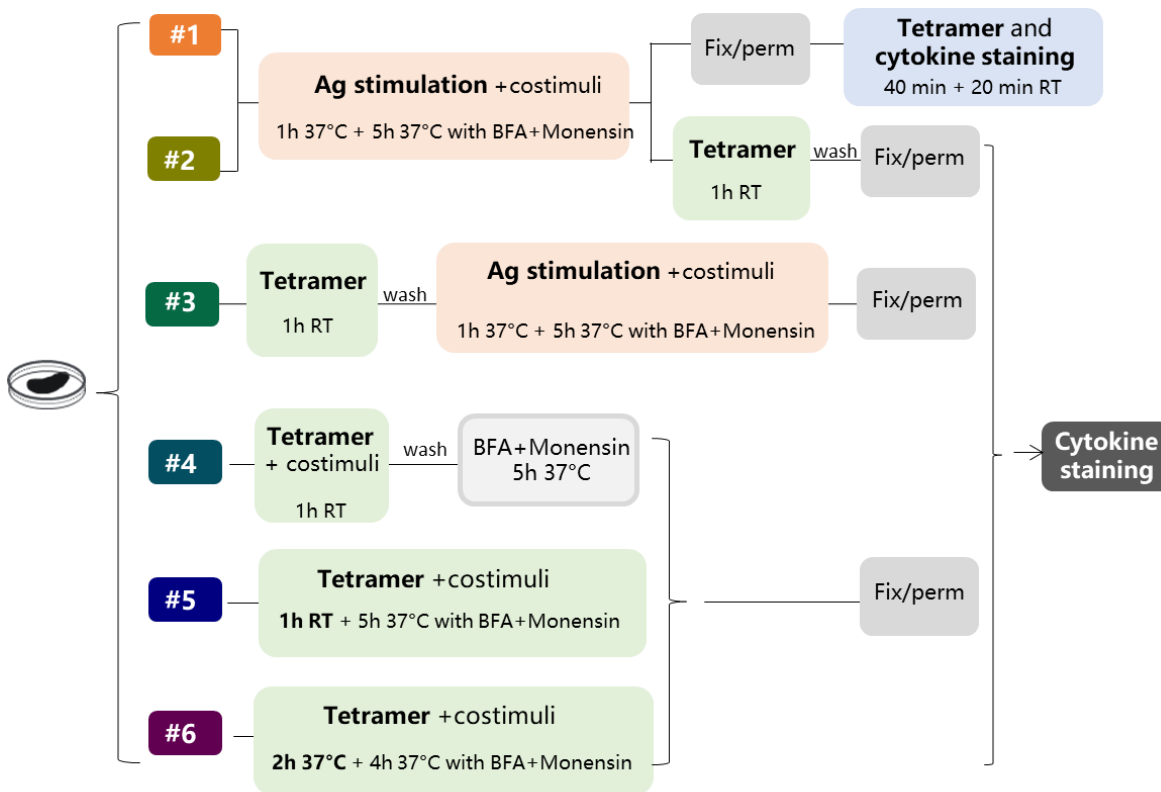 #1
Ag stimulation +costimuli
1h 37°C + 5h 37°C with BFA+Monensin
Fix/perm
Tetramer and
cytokine staining
40 min + 20 min RT
#2
Tetramer
1h RT
wash
Fix/perm
#3
Tetramer
1h RT
wash
Ag stimulation +costimuli
1h 37°C + 5h 37°C with BFA+Monensin
Fix/perm
#4
Tetramer
+ costimuli
1h RT
wash
BFA+Monensin
5h 37°C
#5
Tetramer +costimuli
1h RT + 5h 37°C with BFA+Monensin
#6
Tetramer +costimuli
2h 37°C + 4h 37°C with BFA+Monensin
Fix/perm
Cytokine
staining